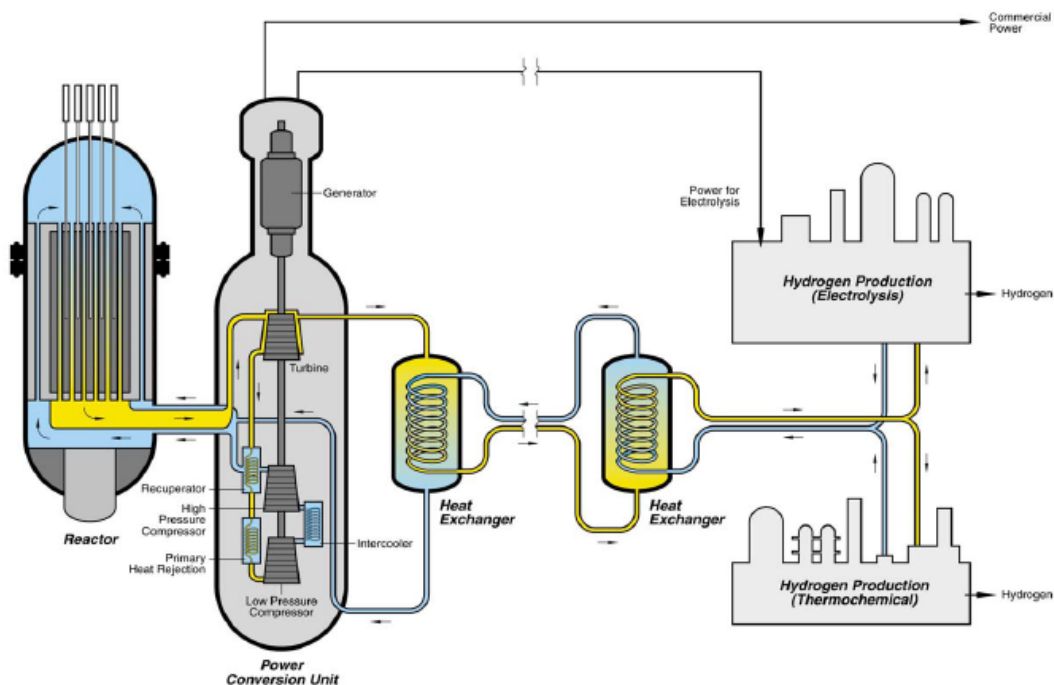 Commercial
Power
Generator
Power for
Electrolysis
Hydrogen Production
(Electrolysis)
Hydrogen
Turbine
Recuperator
High
Pressure
Compressor
Primary
Heat Rejection
Intercooler
Low Pressure
Compressor
Reactor
Heat
Exchanger
Heat
Exchanger
Hydrogen Production
(Thermochemical)
Hydrogen
Power
Conversion Unit